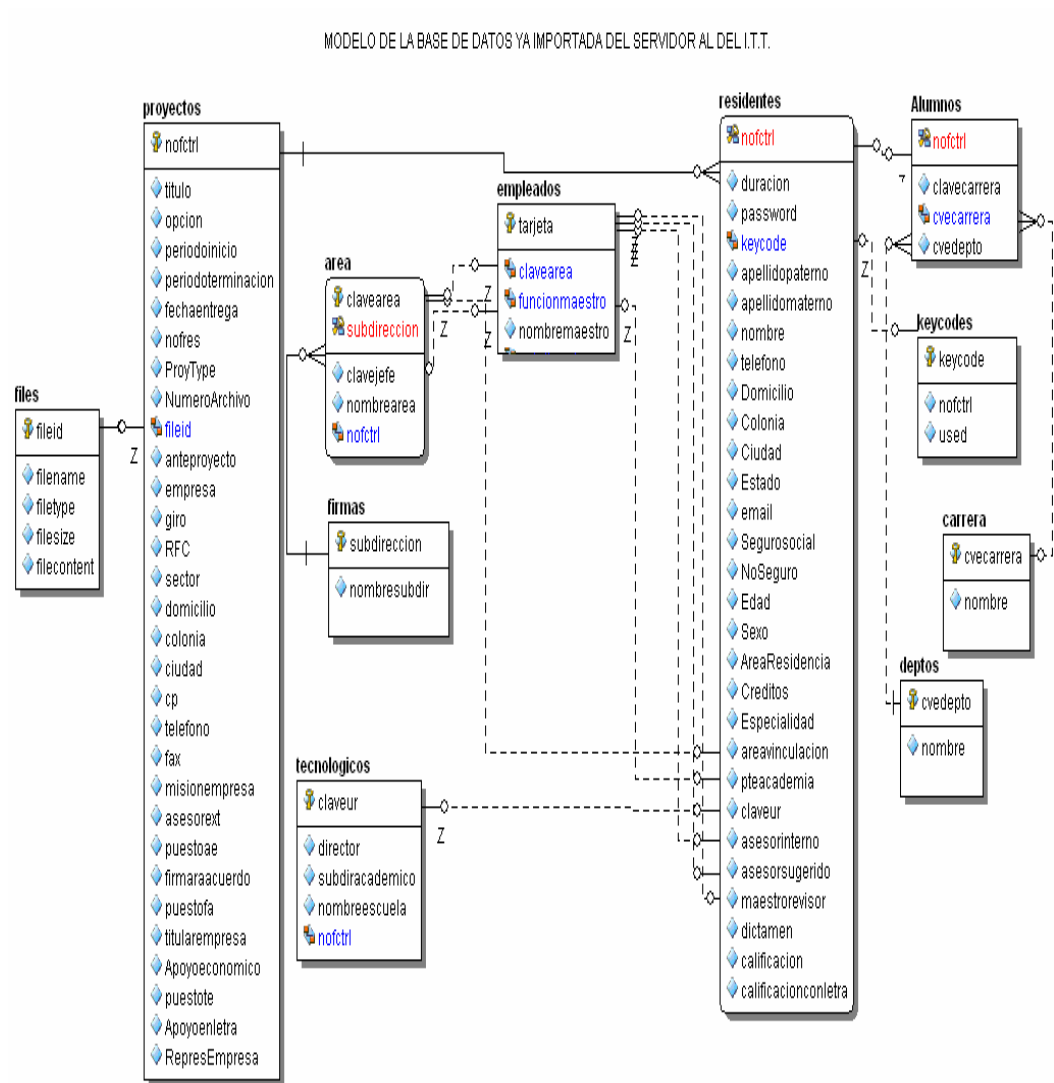 MODELO DE LA BASE DE DATOS YA IMPORTADA DEL SERVIDOR AL DEL I.T.T.
proyectos
nofctrl
titulo
opcion
periodoinicio
periodoterminacion
fechaentrega
nofres
ProyType
NumeroArchivo
fileid
anteproyecto
empresa
giro
RFC
sector
domicilio
colonia
ciudad
cp
telefono
fax
misionempresa
asesorext
puestoae
firmaraacuerdo
puestofa
titularempresa
Apoyoeconomico
puestote
Apoyoenletra
RepresEmpresa
files
fileid
filename
filetype
filesize
filecontent
Z
area
clavearea
subdireccion
clavejefe
nombrearea
nofctrl
Z
firmas
subdireccion
nombresubdir
tecnologicos
claveur
director
subdiracademico
nombreescuela
nofctrl
Z
empleados
tarjeta
clavearea
funcionmaestro
nombremaestro
Z
Z
Z
Z
residentes
nofctrl
duracion
password
keycode
apellidopaterno
apellidomaterno
nombre
telefono
Domicilio
Colonia
Ciudad
Estado
email
Segurosocial
NoSeguro
Edad
Sexo
AreaResidencia
Creditos
Especialidad
areavinculacion
pteacademia
claveur
asesorinterno
asesorsugerido
maestrorevisor
dictamen
calificacion
calificacionconletra
Z
Alumnos
nofctrl
clavecarrera
cvecarrera
cvedepto
keycodes
keycode
nofctrl
used
carrera
cvecarrera
nombre
deptos
cvedepto
nombre